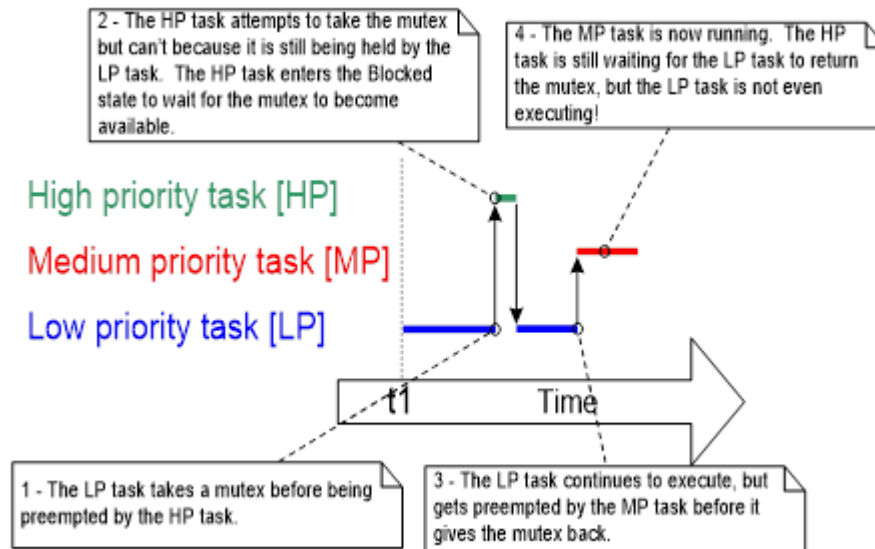 2 - The HP task attempts to take the mutex
but can't because it is still being held by the
LP task. The HP task enters the Blocked
state to wait for the mutex to become
available.
4 - The MP task is now running. The HP
task is still waiting for the LP task to return
the mutex, but the LP task is not even
executing!
High priority task [HP]
Medium priority task [MP]
Low priority task [LP]
t1
Time
1 - The LP task takes a mutex before being
preempted by the HP task.
3 - The LP task continues to execute, but
gets preempted by the MP task before it
gives the mutex back.